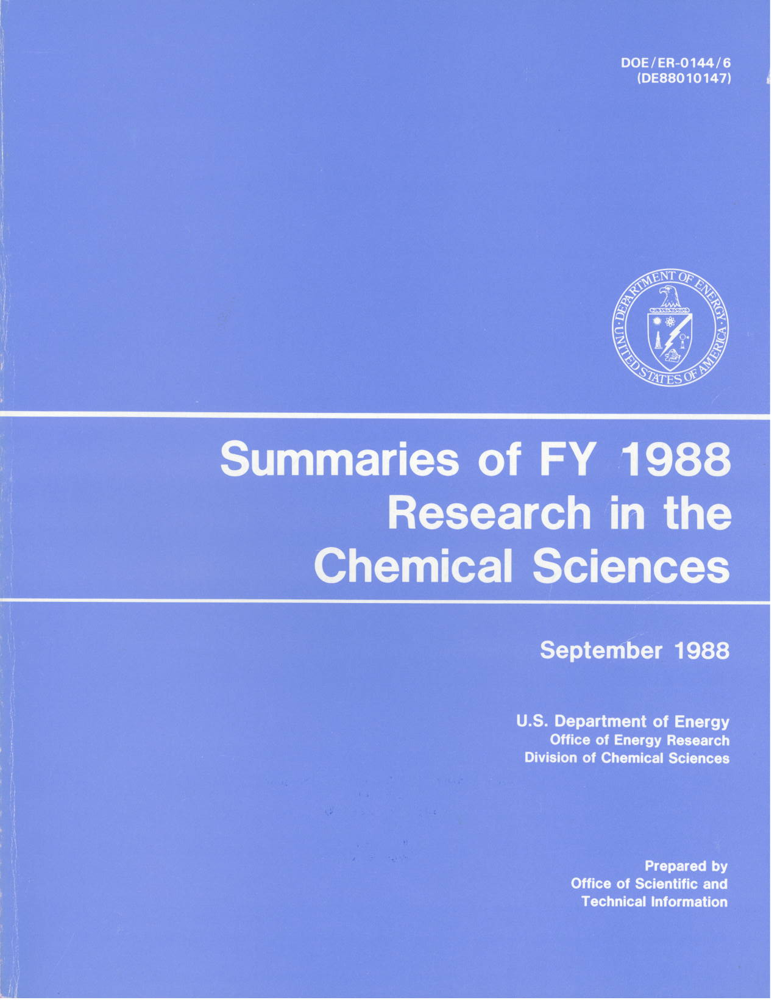 DOE/ER-0144/6
(DE88010147)
DEPARTMENT OF ENERGY
UNITED STATES OF AMERICA
Summaries of FY 1988
Research in the
Chemical Sciences
September 1988
U.S. Department of Energy
Office of Energy Research
Division of Chemical Sciences
Prepared by
Office of Scientific and
Technical Information